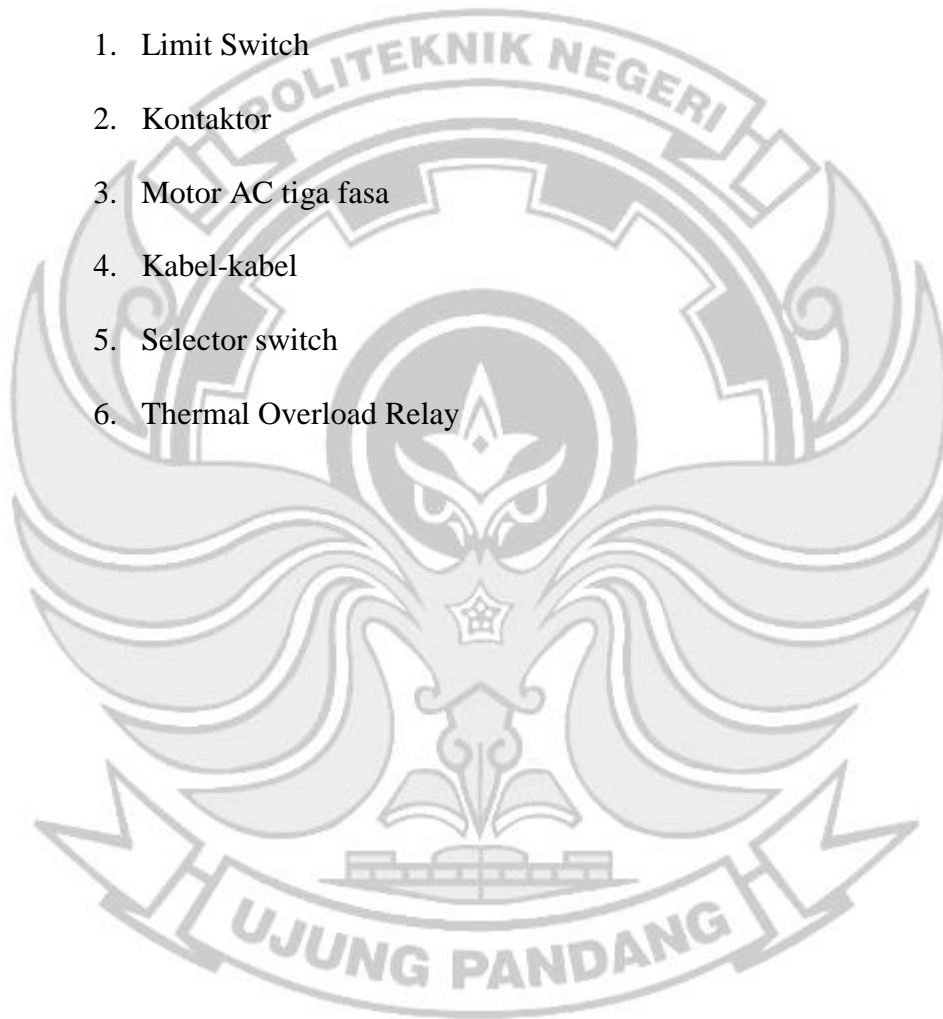 1. Limit Switch
POLITEKNIK NEGERI
2. Kontaktor
3. Motor AC tiga fasa
4. Kabel-kabel
5. Selector switch
6. Thermal Overload Relay
UJUNG PANDANG